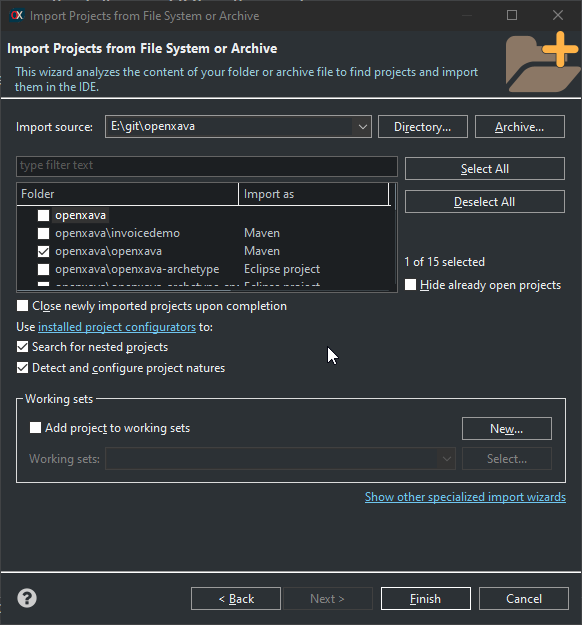 Import Projects from File System or Archive
Import Projects from File System or Archive
This wizard analyzes the content of your folder or archive file to find projects and import
them in the IDE.
Import source: E:\git\openxava Directory... Archive...
type filter text
Select All
Folder Import as
Deselect All
openxava
openxava\invoicedemo Maven
openxava\openxava Maven
openxava\openxava-archetype Eclipse project
1 of 15 selected
Hide already open projects
Close newly imported projects upon completion
Use installed project configurators to:
Search for nested projects
Detect and configure project natures
Working sets
Add project to working sets New...
Working sets: Select...
Show other specialized import wizards
? < Back Next > Finish Cancel